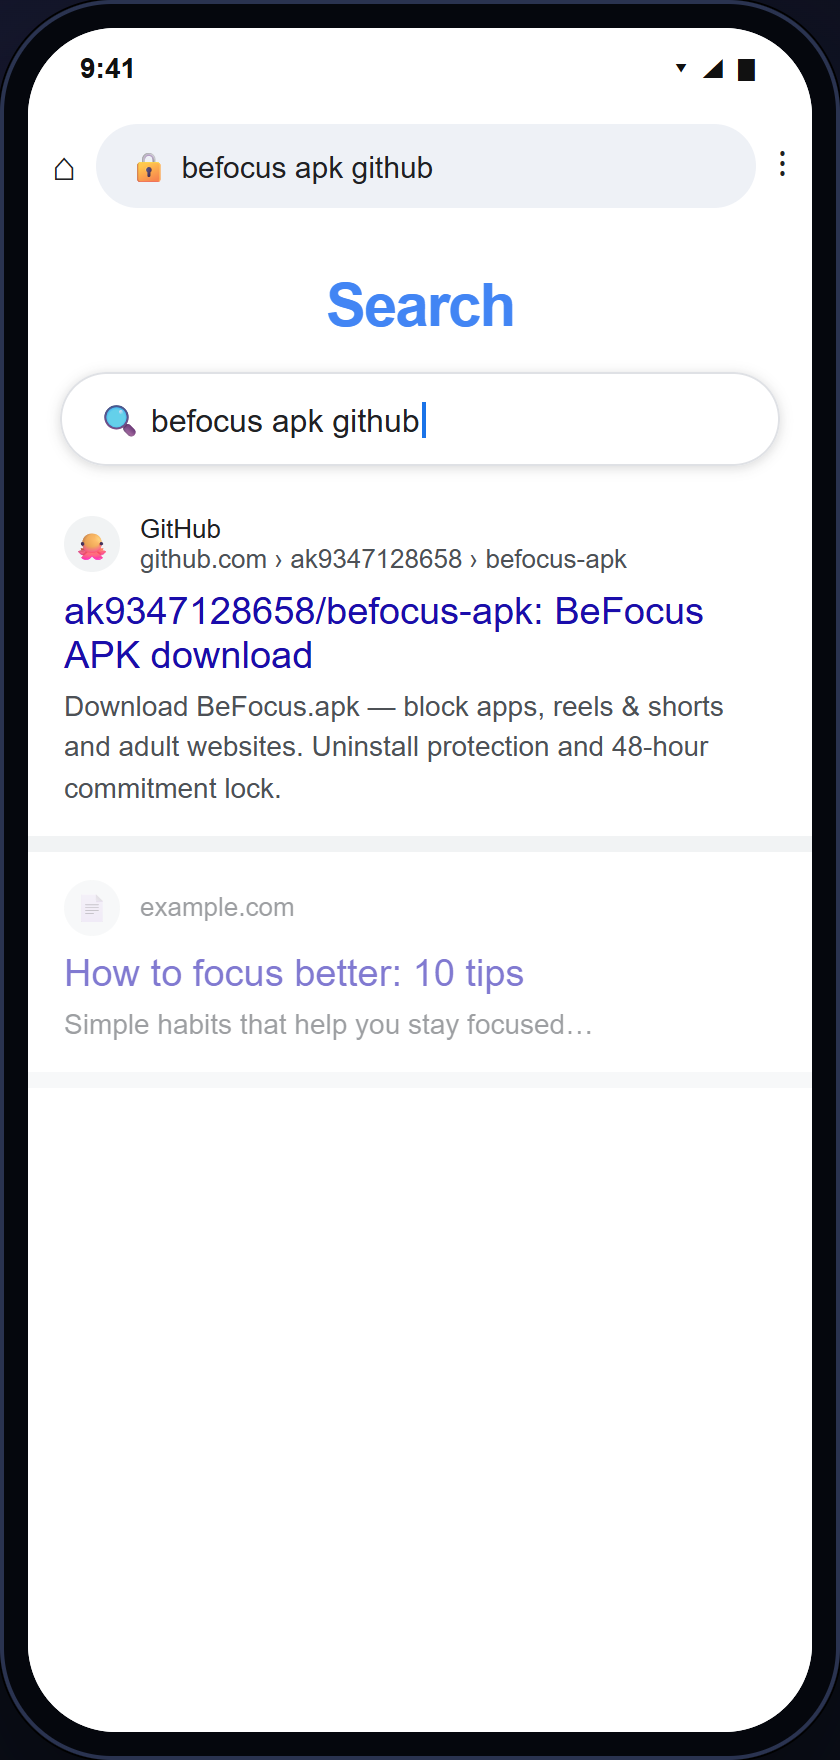 9:41
befocus apk github
Search
befocus apk github
GitHub
github.com › ak9347128658 › befocus-apk
ak9347128658/befocus-apk: BeFocus
APK download
Download BeFocus.apk — block apps, reels & shorts
and adult websites. Uninstall protection and 48-hour
commitment lock.
example.com
How to focus better: 10 tips
Simple habits that help you stay focused…